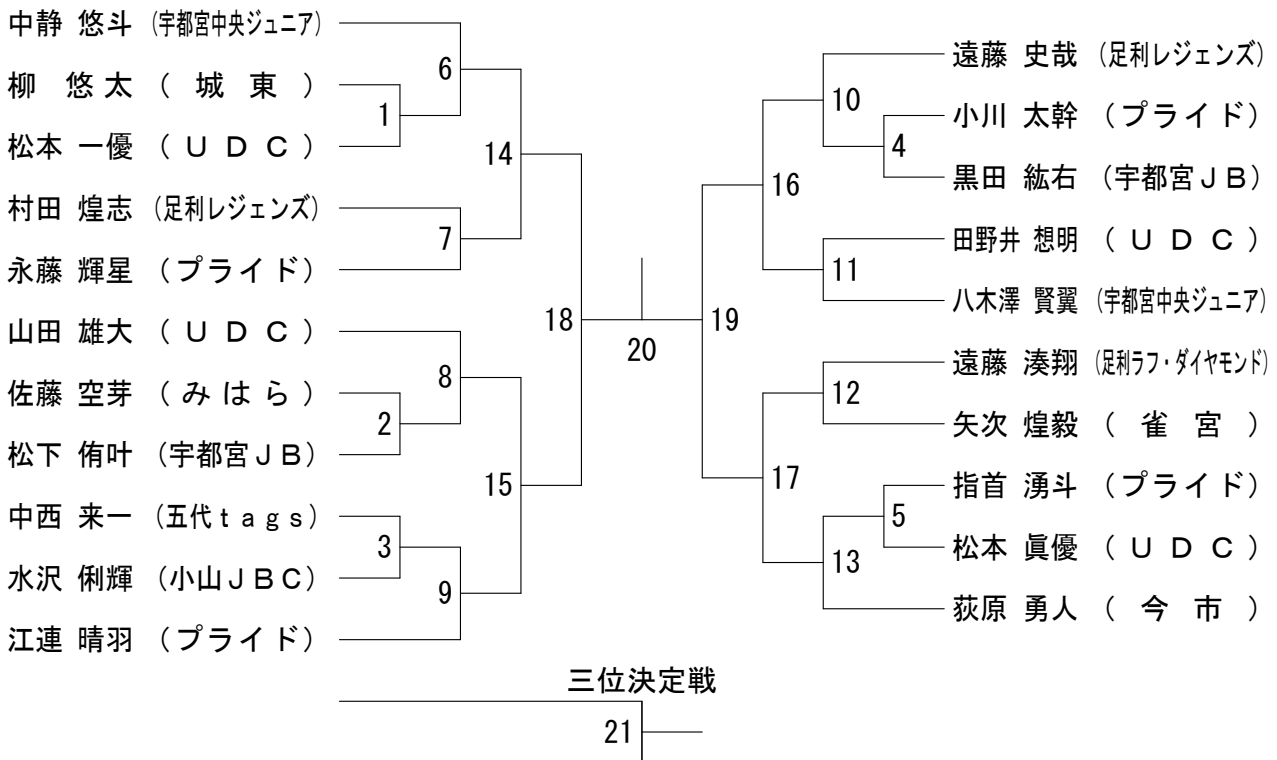 中静 悠斗 (宇都宮中央ジュニア)
柳 悠太 (城東)
松本 一優 (UDC)
村田 煌志 (足利レジェンズ)
永藤 輝星 (プライド)
山田 雄大 (UDC)
佐藤 空芽 (みはら)
松下 侑叶 (宇都宮JB)
中西 来一 (五代tags)
水沢 俐輝 (小山JBC)
江連 晴羽 (プライド)
1
2
3
6
7
8
9
14
15
18
20
19
16
17
10
11
12
13
4
5
遠藤 史哉 (足利レジェンズ)
小川 太幹 (プライド)
黒田 紘右 (宇都宮JB)
田野井 想明 (UDC)
八木澤 賢翼 (宇都宮中央ジュニア)
遠藤 湊翔 (足利ラフ・ダイヤモンド)
矢次 煌毅 (雀宮)
指首 湧斗 (プライド)
松本 眞優 (UDC)
荻原 勇人 (今市)
三位決定戦
21